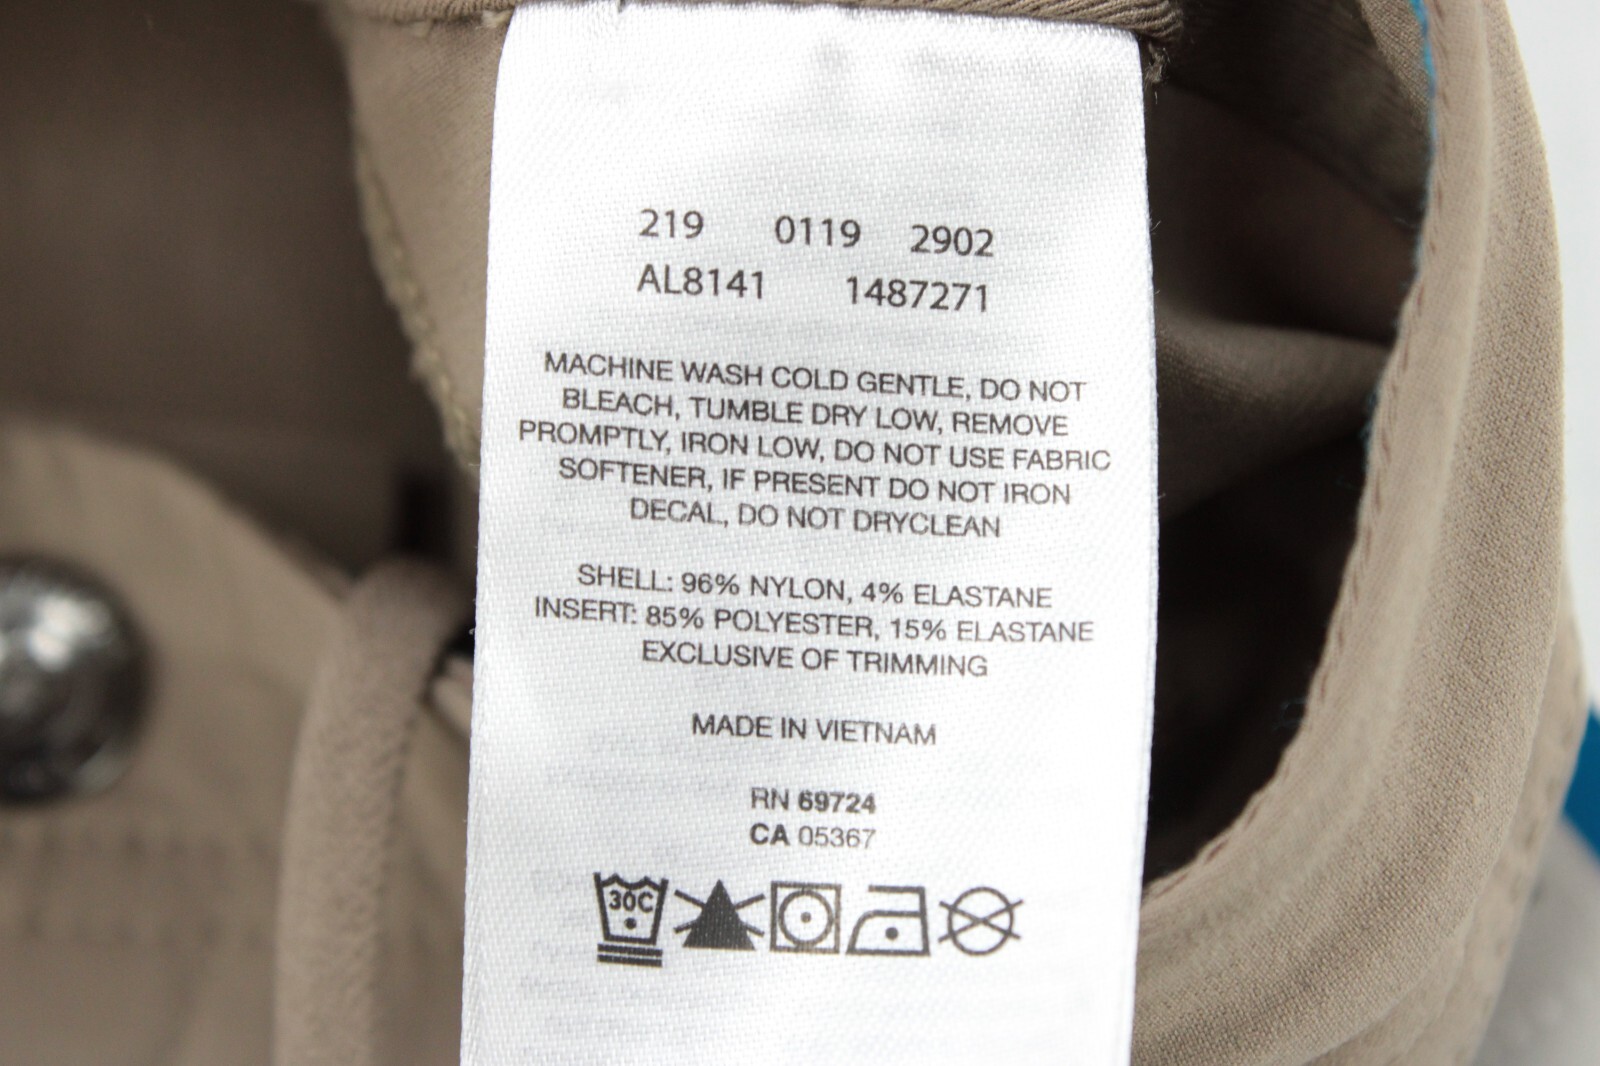 219 0119 2902
AL8141 1487271
MACHINE WASH COLD GENTLE, DO NOT
BLEACH, TUMBLE DRY LOW, REMOVE
PROMPTLY, IRON LOW, DO NOT USE FABRIC
SOFTENER, IF PRESENT DO NOT IRON
DECAL, DO NOT DRYCLEAN
SHELL: 96% NYLON, 4% ELASTANE
INSERT: 85% POLYESTER, 15% ELASTANE
EXCLUSIVE OF TRIMMING
MADE IN VIETNAM
RN 69724
CA 05367
30C